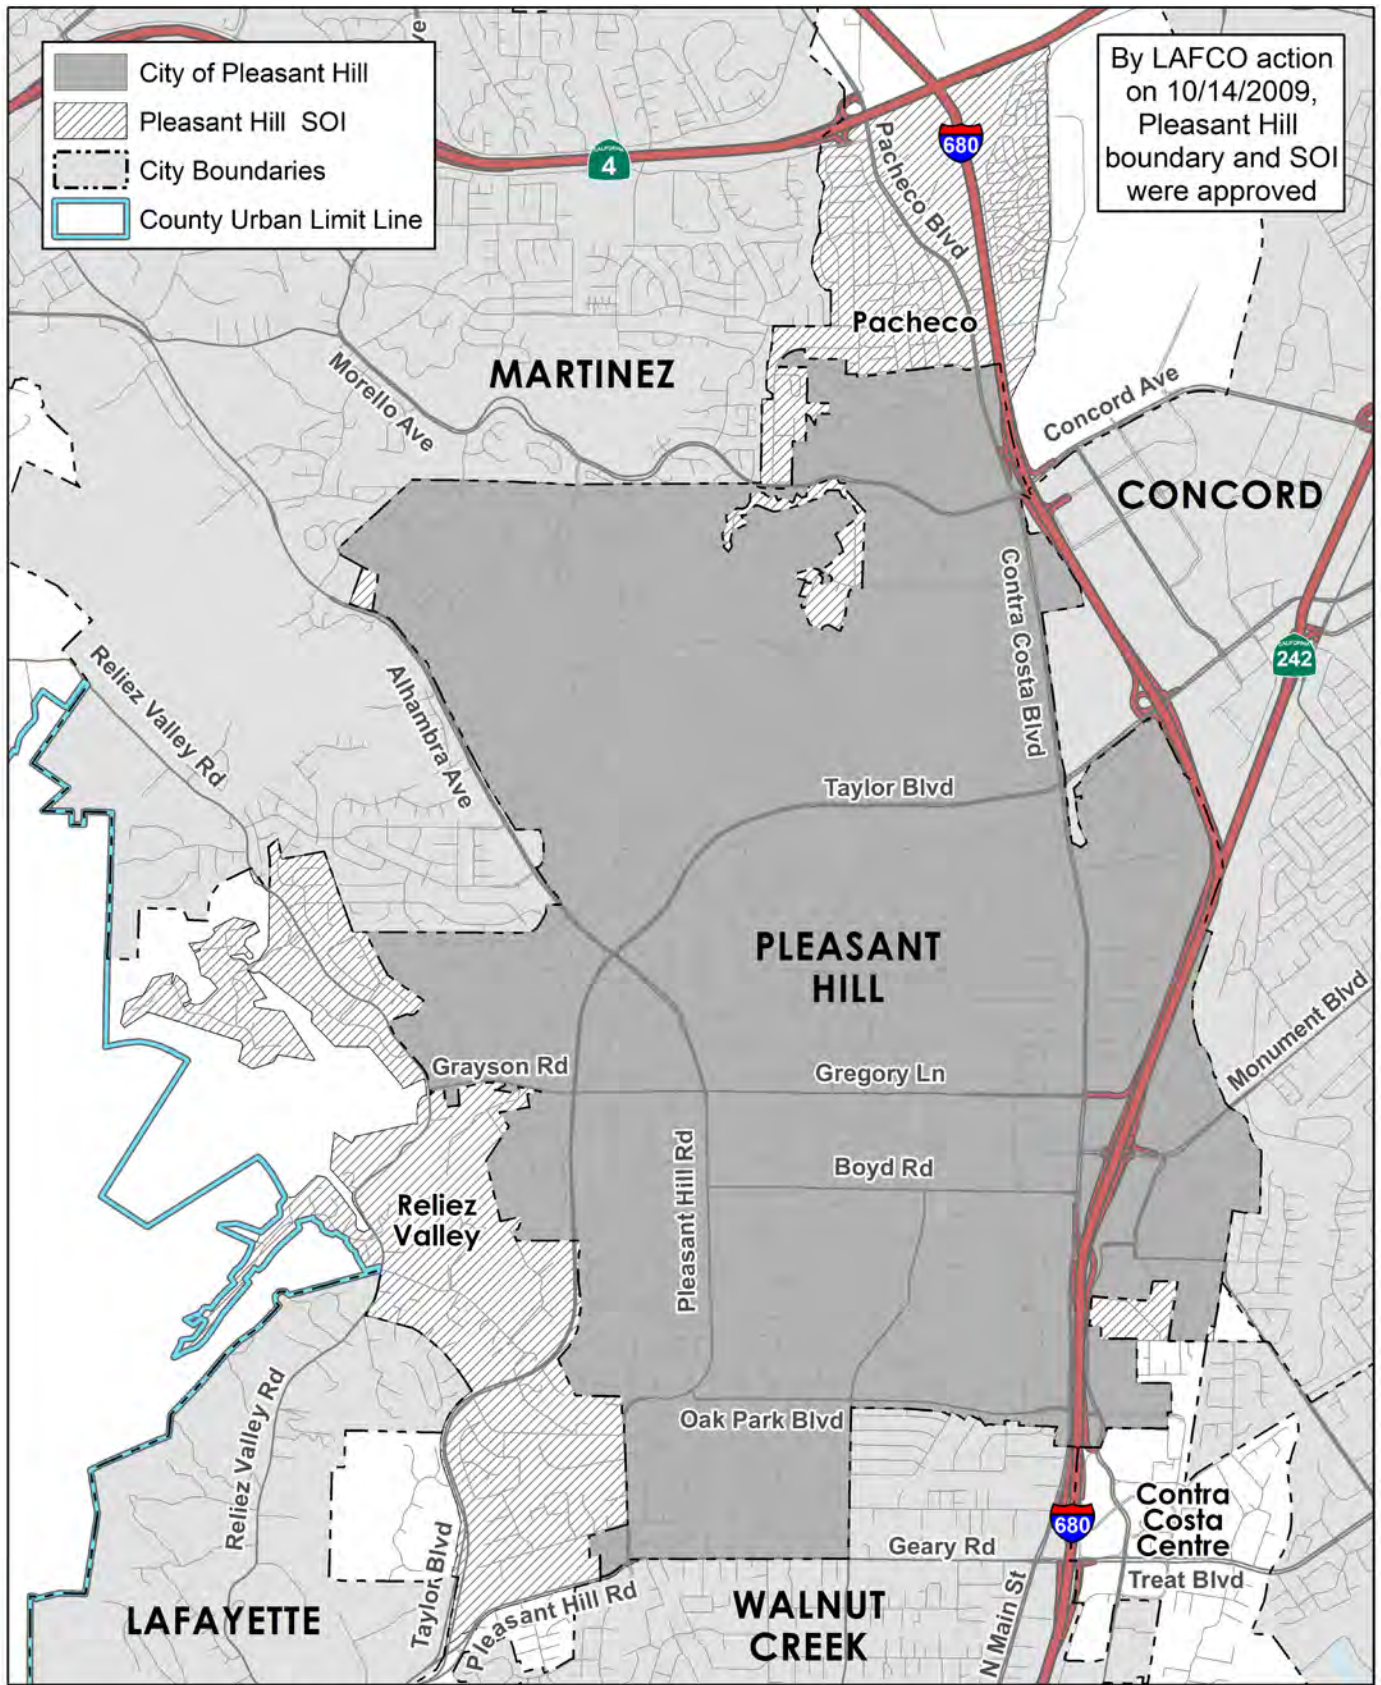 City of Pleasant Hill
Pleasant Hill SOI
City Boundaries
County Urban Limit Line
By LAFCO action
on 10/14/2009,
Pleasant Hill
boundary and SOI
were approved
ve
CALIFORNIA
4
680
Pacheco Blvd
Pacheco
MARTINEZ
Morello Ave
Concord Ave
CONCORD
Contra Costa Blvd
CALIFORNIA
242
Reliez Valley Rd
Alhambra Ave
Taylor Blvd
PLEASANT
HILL
Monument Blvd
Grayson Rd
Gregory Ln
Pleasant Hill Rd
Boyd Rd
Reliez
Valley
Reliez Valley Rd
Oak Park Blvd
Contra
Costa
Centre
680
Geary Rd
Treat Blvd
Taylor Blvd
Pleasant Hill Rd
N Main St
LAFAYETTE
WALNUT
CREEK